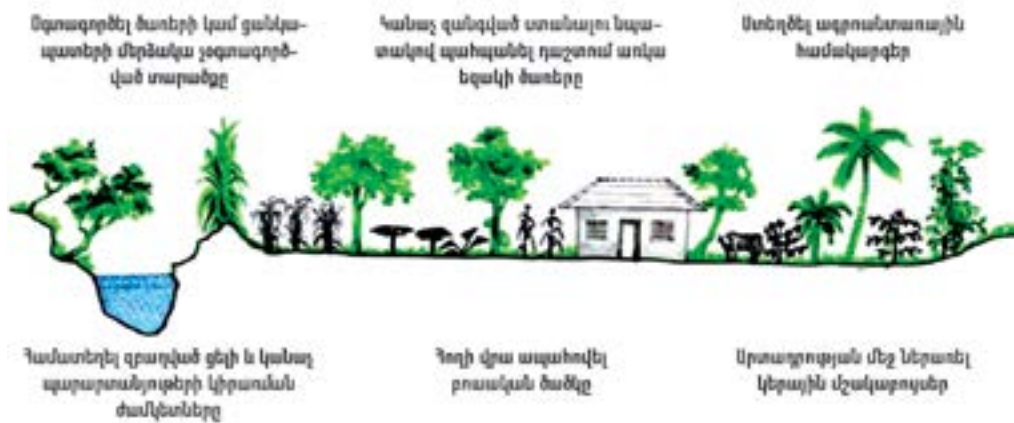 Օգտագործել ծառերի կամ ցանկա-
պատերի մերձակա չօգտագործ-
ված տարածքը
Կանաչ զանգված ստանալու նպա-
տակով պահպանել դաշտում առկա
եզակի ծառերը
Ստեղծել ագրոանտառային
համակարգեր
Համատեղել զբաղված ցելի և կանաչ
պարարտանյութերի կիրառման
ժամկետները
Հողի վրա ապահովել
բուսական ծածկը
Արտադրության մեջ ներառել
կերային մշակաբույսեր